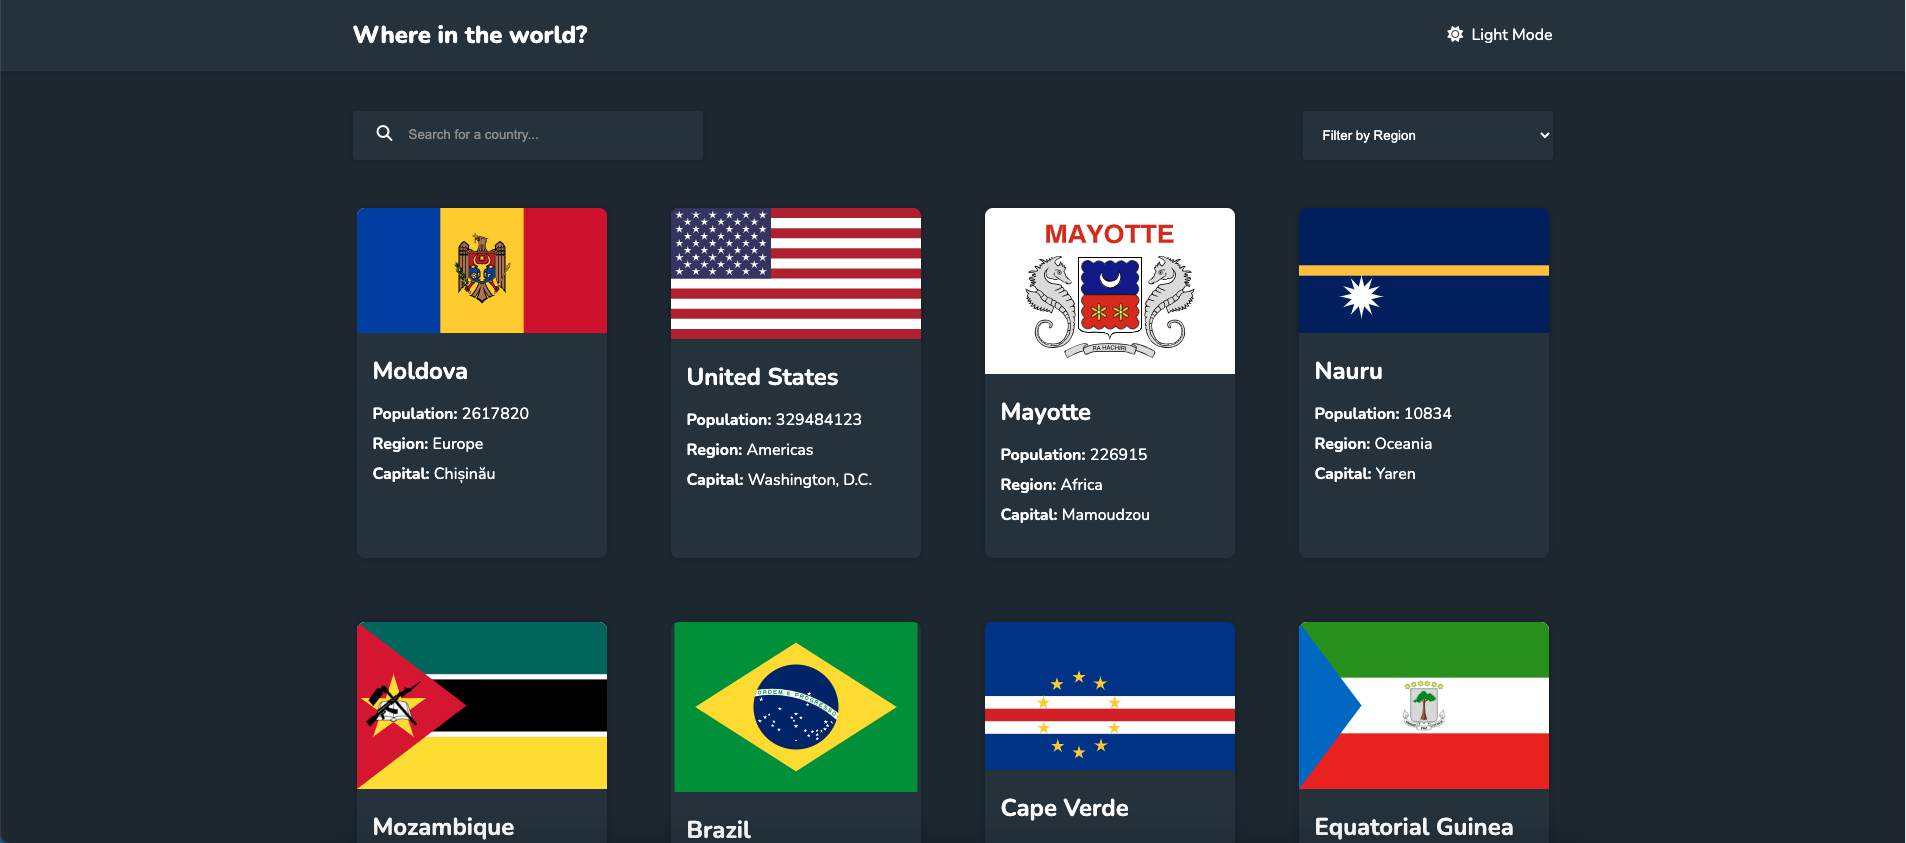 Where in the world?
Light Mode
Search for a country...
Filter by Region
MAYOTTE
RA HACHIRI
Moldova
Population: 2617820
Region: Europe
Capital: Chișinău
United States
Population: 329484123
Region: Americas
Capital: Washington, D.C.
Mayotte
Population: 226915
Region: Africa
Capital: Mamoudzou
Nauru
Population: 10834
Region: Oceania
Capital: Yaren
ORDEM E PROGRESSO
Mozambique
Brazil
Cape Verde
Equatorial Guinea